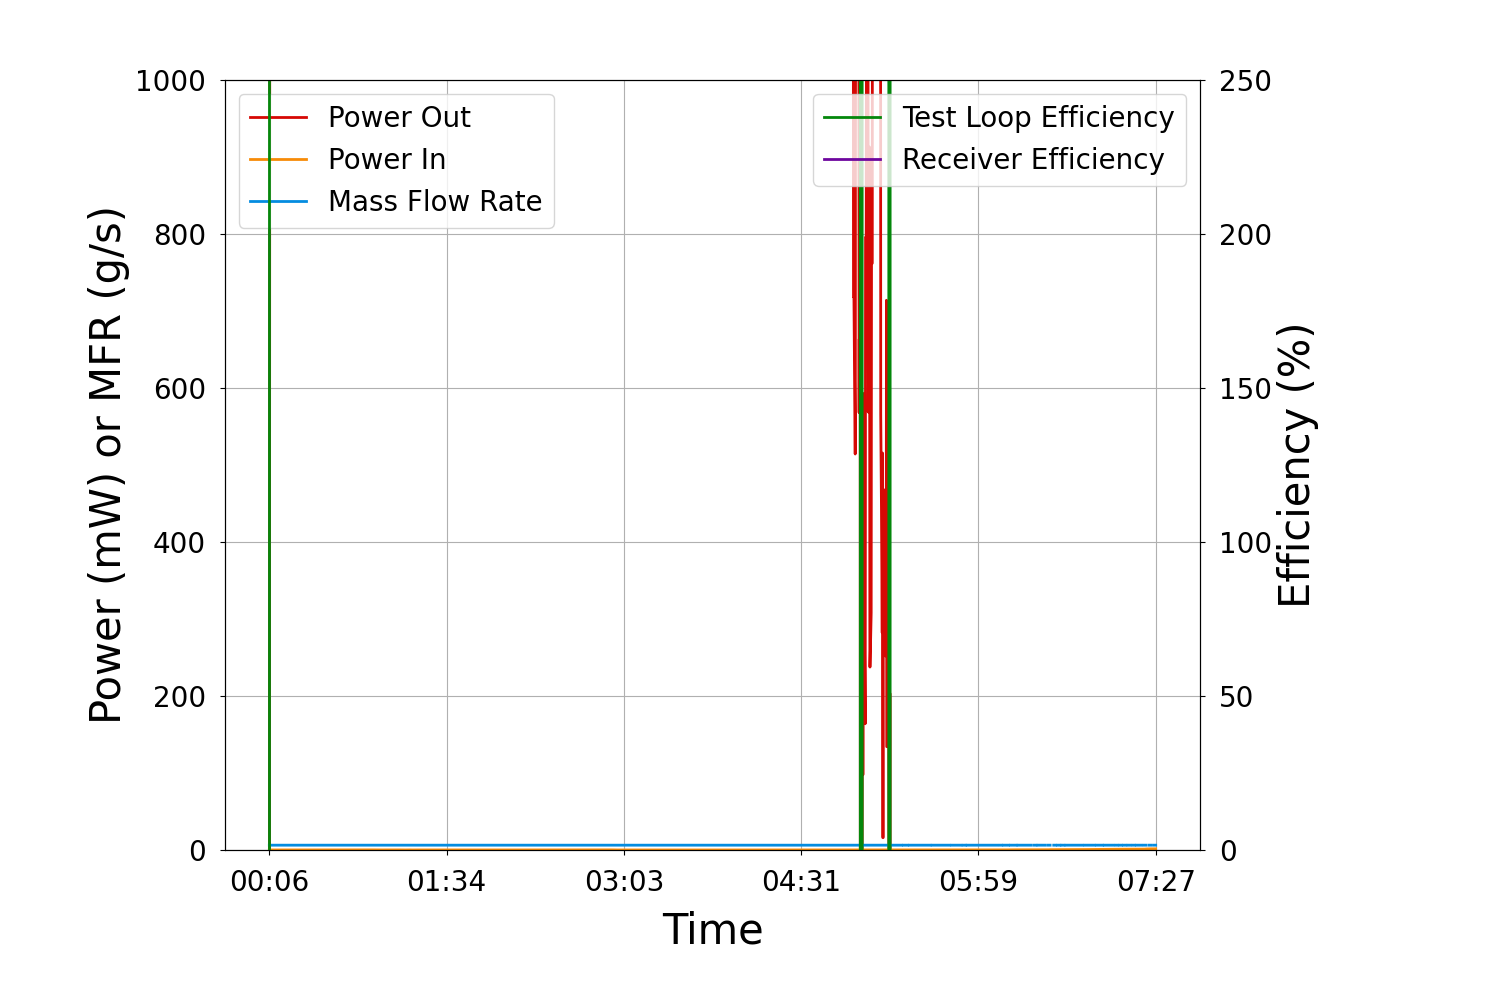 Power Out
Power In
Mass Flow Rate
Test Loop Efficiency
Receiver Efficiency
1000
800
600
400
200
0
Power (mW) or MFR (g/s)
250
200
150
100
50
0
Efficiency (%)
00:06
01:34
03:03
04:31
05:59
07:27
Time